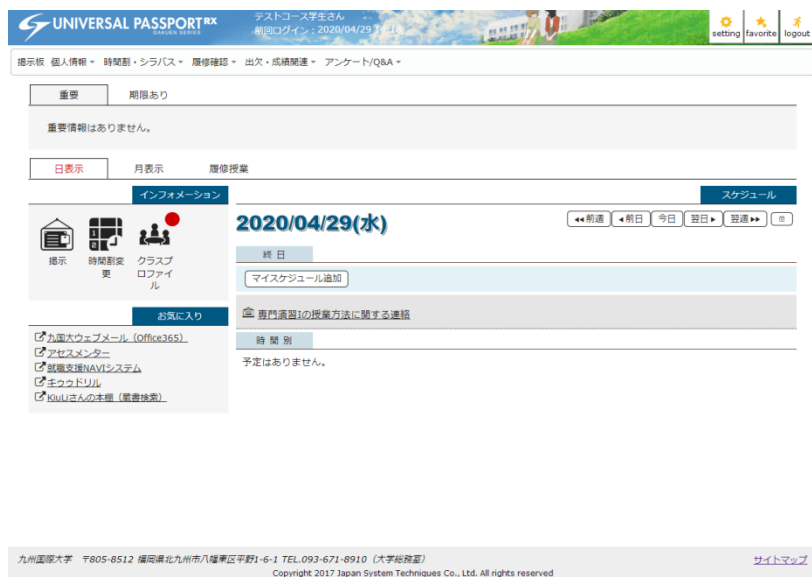 UNIVERSAL PASSPORT RX
GAKUEN SERIES
テストコース学生さん
前回ログイン：2020/04/29
setting favorite logout
掲示板 個人情報 時間割・シラバス 履修確認 出欠・成績関連 アンケート/Q&A
重要 期限あり
重要情報はありません。
日表示 月表示 履修授業
インフォメーション
スケジュール
掲示
時間割変
更
クラスプ
ロファイ
ル
2020/04/29(水)
前週 前日 今日 翌日 翌週
終日
マイスケジュール追加
専門演習Iの授業方法に関する連絡
時間別
予定はありません。
お気に入り
九国大ウェブメール（Office365）
アセスメンター
就職支援NAVIシステム
キゥゥドリル
KiuLiさんの本棚（蔵書検索）
九州国際大学 〒805-8512 福岡県北九州市八幡東区平野1-6-1 TEL.093-671-8910（大学総務室）
サイトマップ
Copyright 2017 Japan System Techniques Co., Ltd. All rights reserved